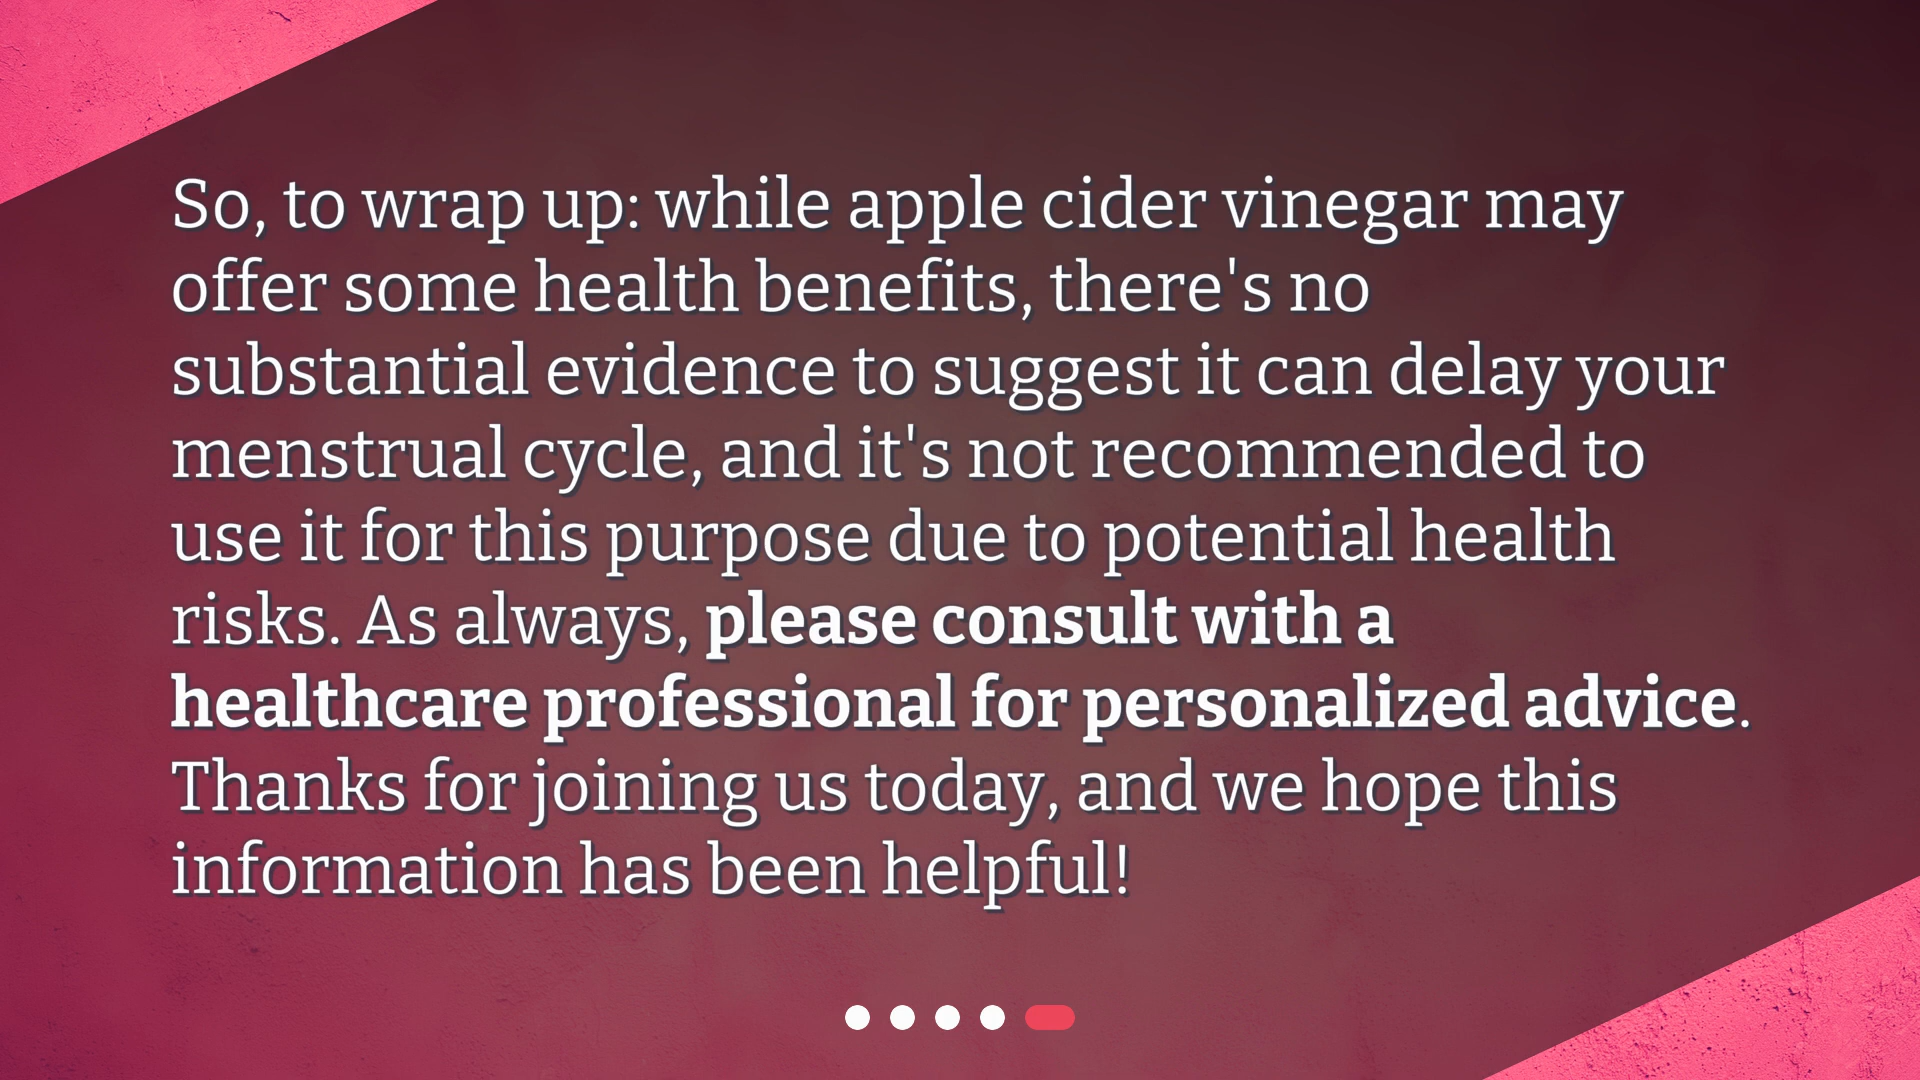 So, to wrap up: while apple cider vinegar may
offer some health benefits, there's no
substantial evidence to suggest it can delay your
menstrual cycle, and it's not recommended to
use it for this purpose due to potential health
risks. As always, please consult with a
healthcare professional for personalized advice.
Thanks for joining us today, and we hope this
information has been helpful!